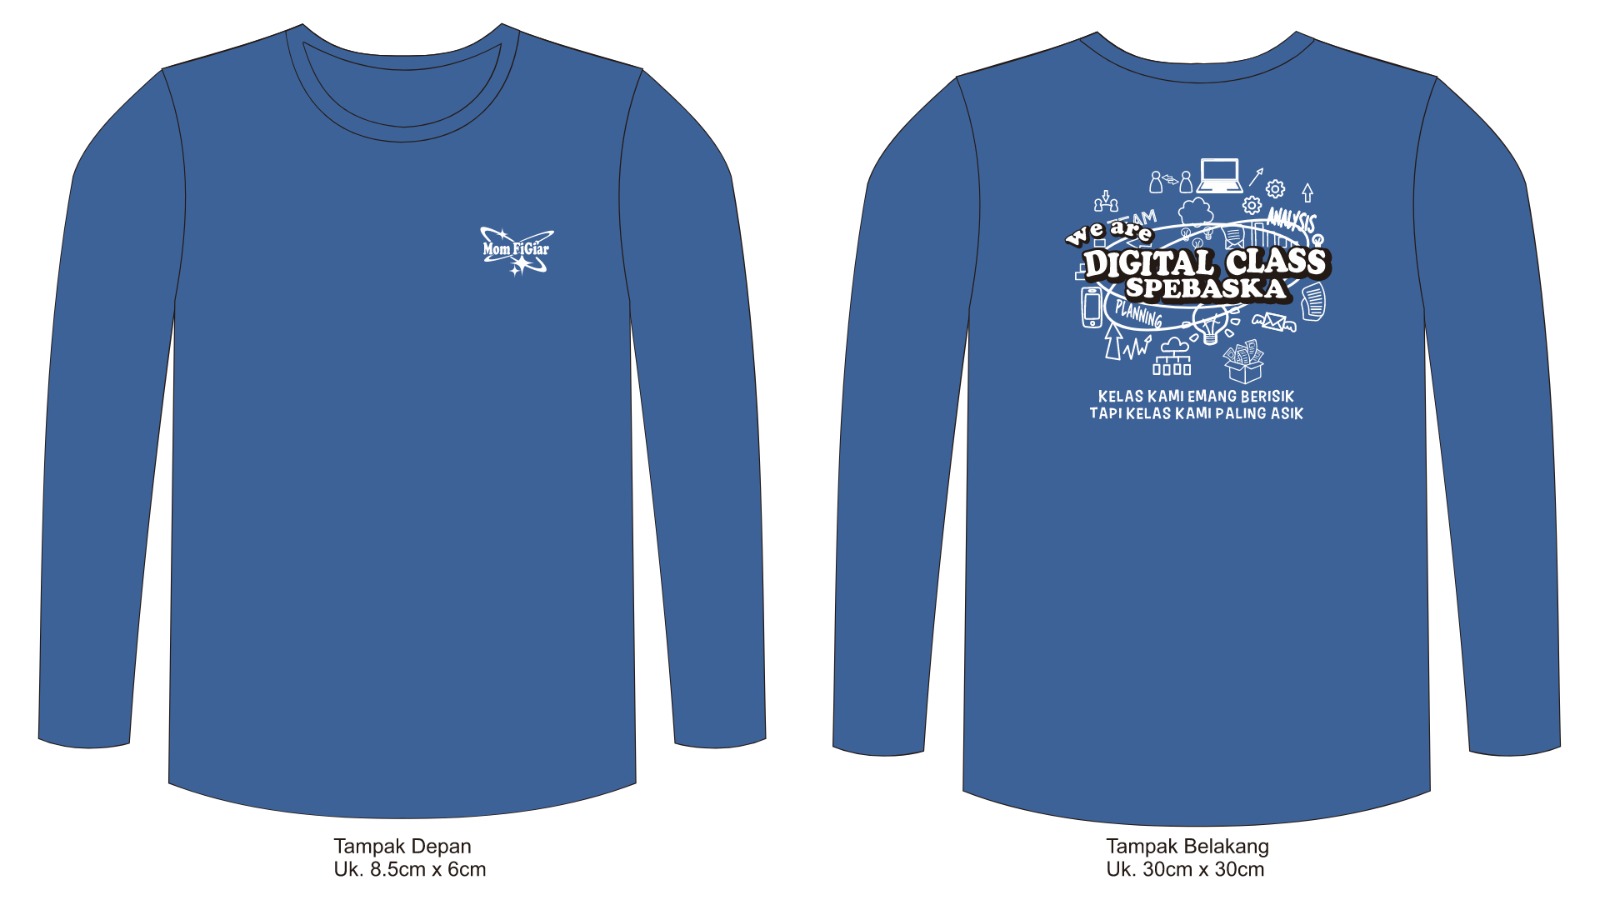 Mom FiGiar
TEAM
ANALYSIS
We are
DIGITAL CLASS
SPEBASKA
PLANNING
KELAS KAMI EMANG BERISIK
TAPI KELAS KAMI PALING ASIK
Tampak Depan
Uk. 8.5cm x 6cm
Tampak Belakang
Uk. 30cm x 30cm